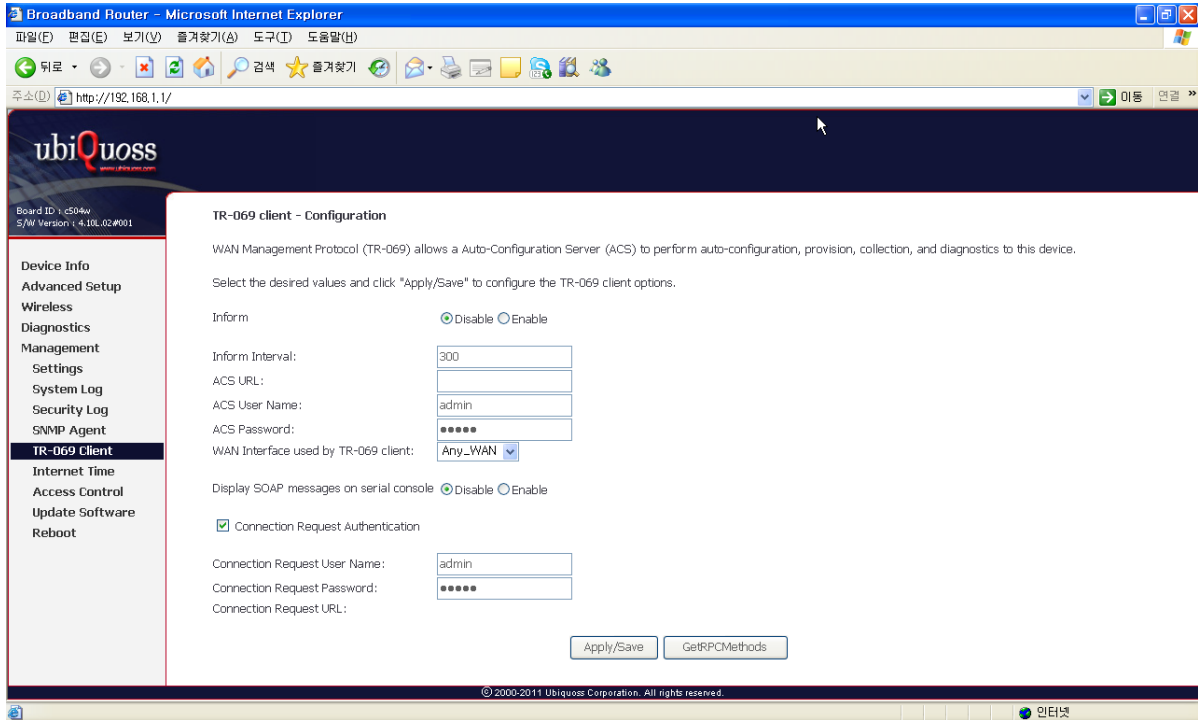 Broadband Router - Microsoft Internet Explorer
파일(F) 편집(E) 보기(V) 즐겨찾기(A) 도구(T) 도움말(H)
뒤로 검색 즐겨찾기
주소(D) http://192.168.1.1/ 이동 연결 »
ubiQuoss
www.ubiquoss.com
Board ID : c504w
S/W Version : 4.10L.02#001
Device Info
Advanced Setup
Wireless
Diagnostics
Management
Settings
System Log
Security Log
SNMP Agent
TR-069 Client
Internet Time
Access Control
Update Software
Reboot
TR-069 client - Configuration
WAN Management Protocol (TR-069) allows a Auto-Configuration Server (ACS) to perform auto-configuration, provision, collection, and diagnostics to this device.
Select the desired values and click "Apply/Save" to configure the TR-069 client options.
Inform Disable Enable
Inform Interval: 300
ACS URL:
ACS User Name: admin
ACS Password: ●●●●●
WAN Interface used by TR-069 client: Any_WAN
Display SOAP messages on serial console Disable Enable
Connection Request Authentication
Connection Request User Name: admin
Connection Request Password: ●●●●●
Connection Request URL:
Apply/Save GetRPCMethods
© 2000-2011 Ubiquoss Corporation. All rights reserved.
인터넷